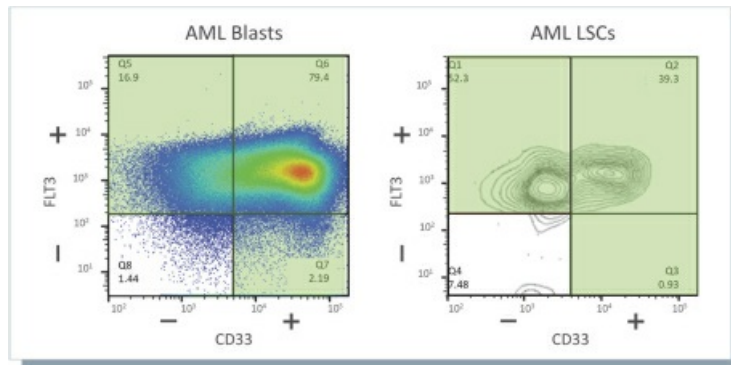 AML Blasts
Q5
16.9
Q6
79.4
10⁵
10⁴
10³
10²
10¹
+
FLT3
−
Q8
1.44
Q7
2.19
10² 10³ 10⁴ 10⁵
− +
CD33
AML LSCs
Q1
52.3
Q2
39.3
10⁵
10⁶
10³
10²
10¹
+
FLT3
−
Q4
7.48
Q3
0.93
10² 10³ 10⁴ 10⁵
− +
CD33